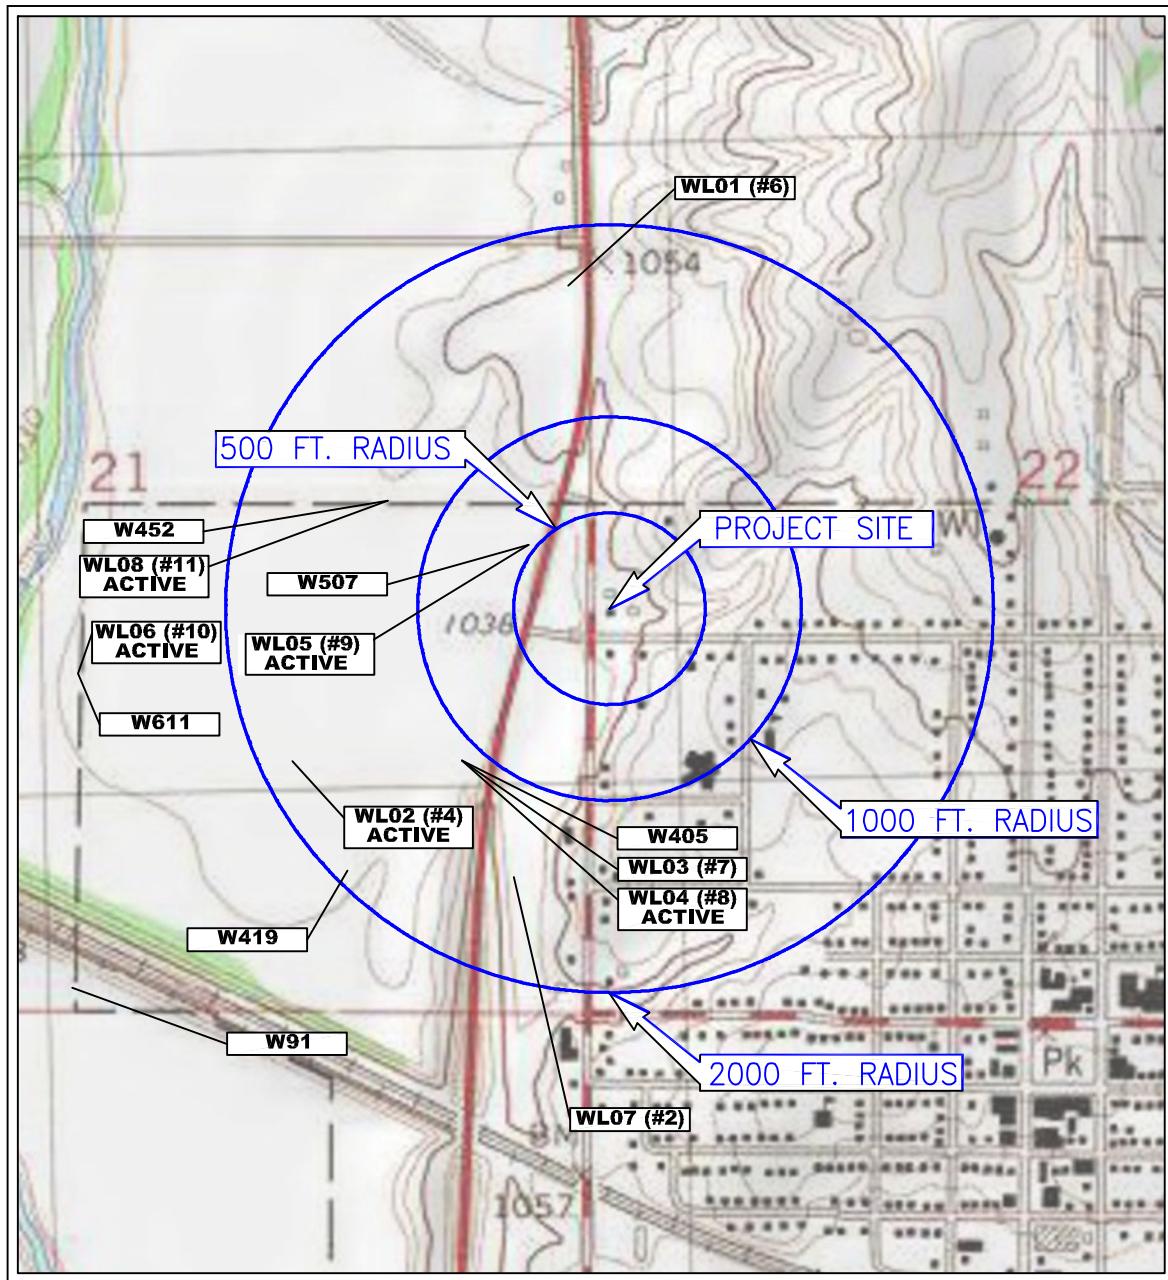 WL01 (#6)
1054
500 FT. RADIUS
21
22
W452
PROJECT SITE
WL08 (#11)
ACTIVE
W507
WL06 (#10)
ACTIVE
1036
WL05 (#9)
ACTIVE
W611
WL02 (#4)
ACTIVE
1000 FT. RADIUS
W405
WL03 (#7)
WL04 (#8)
ACTIVE
W419
W91
Pk
2000 FT. RADIUS
WL07 (#2)
BM
1057